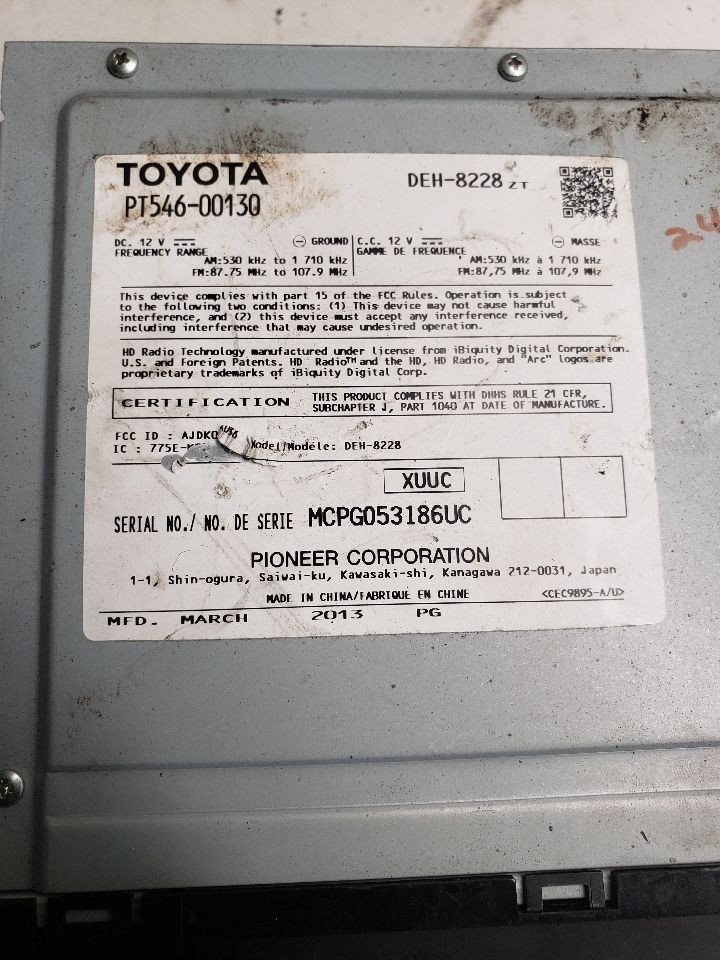 TOYOTA
DEH-8228 ZT
PT546-00130
DC. 12 V GROUND
FREQUENCY RANGE
AM:530 kHz to 1 710 kHz
FM:87.75 MHz to 107.9 MHz
C.C. 12 V MASSE
GAMME DE FREQUENCE
AM:530 kHz à 1 710 kHz
FM:87,75 MHz à 107,9 MHz
This device complies with part 15 of the FCC Rules. Operation is subject
to the following two conditions: (1) This device may not cause harmful
interference, and (2) this device must accept any interference received,
including interference that may cause undesired operation.
HD Radio Technology manufactured under license from iBiquity Digital Corporation.
U.S. and Foreign Patents. HD Radio™ and the HD, HD Radio, and "Arc" logos are
proprietary trademarks of iBiquity Digital Corp.
CERTIFICATION
THIS PRODUCT COMPLIES WITH DHHS RULE 21 CFR,
SUBCHAPTER J, PART 1040 AT DATE OF MANUFACTURE.
FCC ID :
IC : Model/Modèle: DEH-8228
XUUC
SERIAL NO./ NO. DE SERIE MCPG053186UC
PIONEER CORPORATION
1-1, Shin-ogura, Saiwai-ku, Kawasaki-shi, Kanagawa 212-0031, Japan
MADE IN CHINA/FABRIQUÉ EN CHINE <CEC9895-A/U>
MFD. MARCH 2013 PG